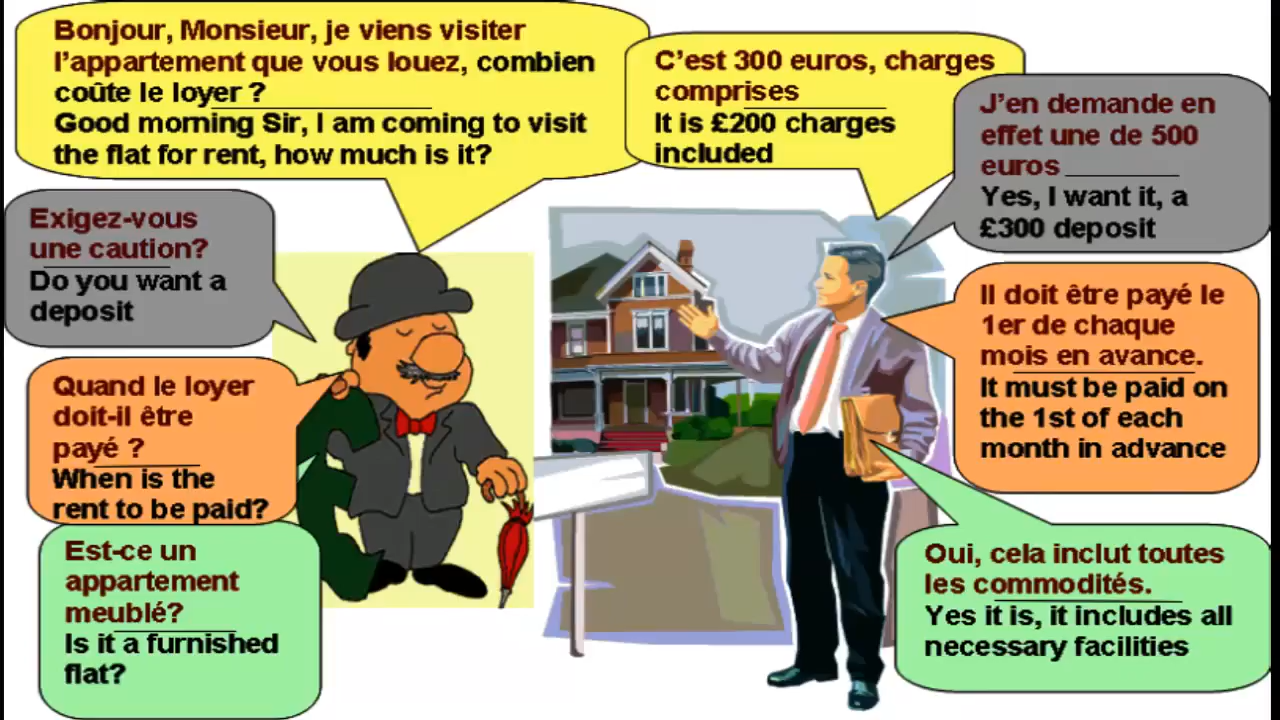 Bonjour, Monsieur, je viens visiter
l'appartement que vous louez, combien
coûte le loyer ?
Good morning Sir, I am coming to visit
the flat for rent, how much is it?
C'est 300 euros, charges
comprises
It is £200 charges
included
Exigez-vous
une caution?
Do you want a
deposit
J'en demande en
effet une de 500
euros
Yes, I want it, a
£300 deposit
Quand le loyer
doit-il être
payé ?
When is the
rent to be paid?
Il doit être payé le
1er de chaque
mois en avance.
It must be paid on
the 1st of each
month in advance
Est-ce un
appartement
meublé?
Is it a furnished
flat?
Oui, cela inclut toutes
les commodités.
Yes it is, it includes all
necessary facilities